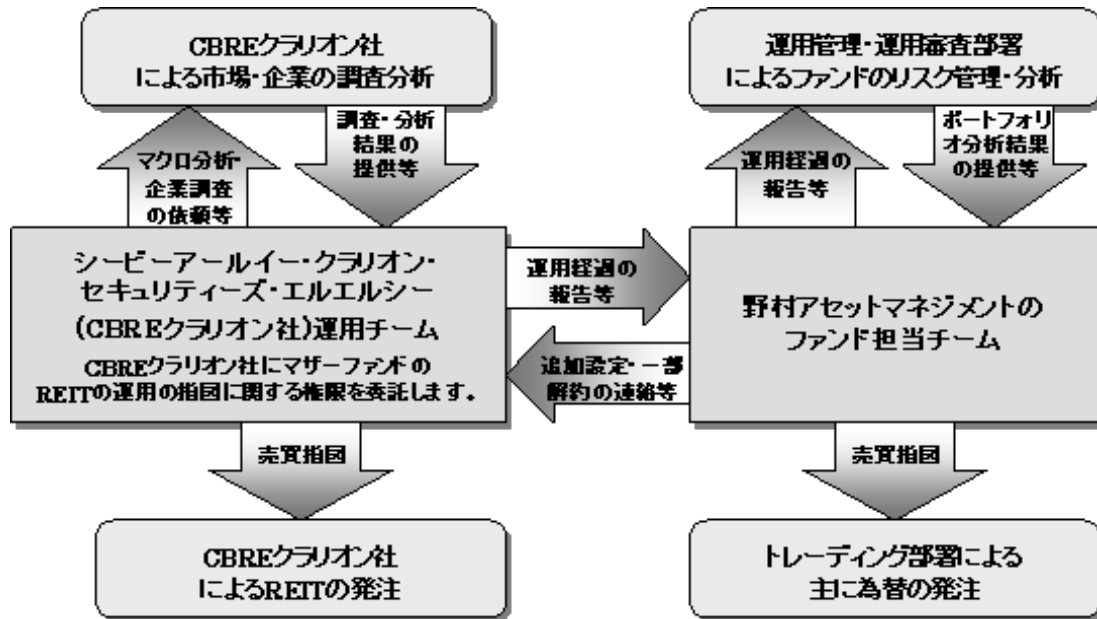 CBREクラリオン社
による市場・企業の調査分析
運用管理・運用審査部署
によるファンドのリスク管理・分析
マクロ分析・
企業調査
の依頼等
調査・分析
結果の
提供等
運用経過の
報告等
ポートフォリ
オ分析結果
の提供等
シービーアールイー・クラリオン・
セキュリティーズ・エルエルシー
(CBREクラリオン社)運用チーム
CBREクラリオン社にマザーファンドの
REITの運用の指図に関する権限を委託します。
運用経過の
報告等
追加設定・一部
解約の連絡等
野村アセットマネジメントの
ファンド担当チーム
売買指図
売買指図
CBREクラリオン社
によるREITの発注
トレーディング部署による
主に為替の発注